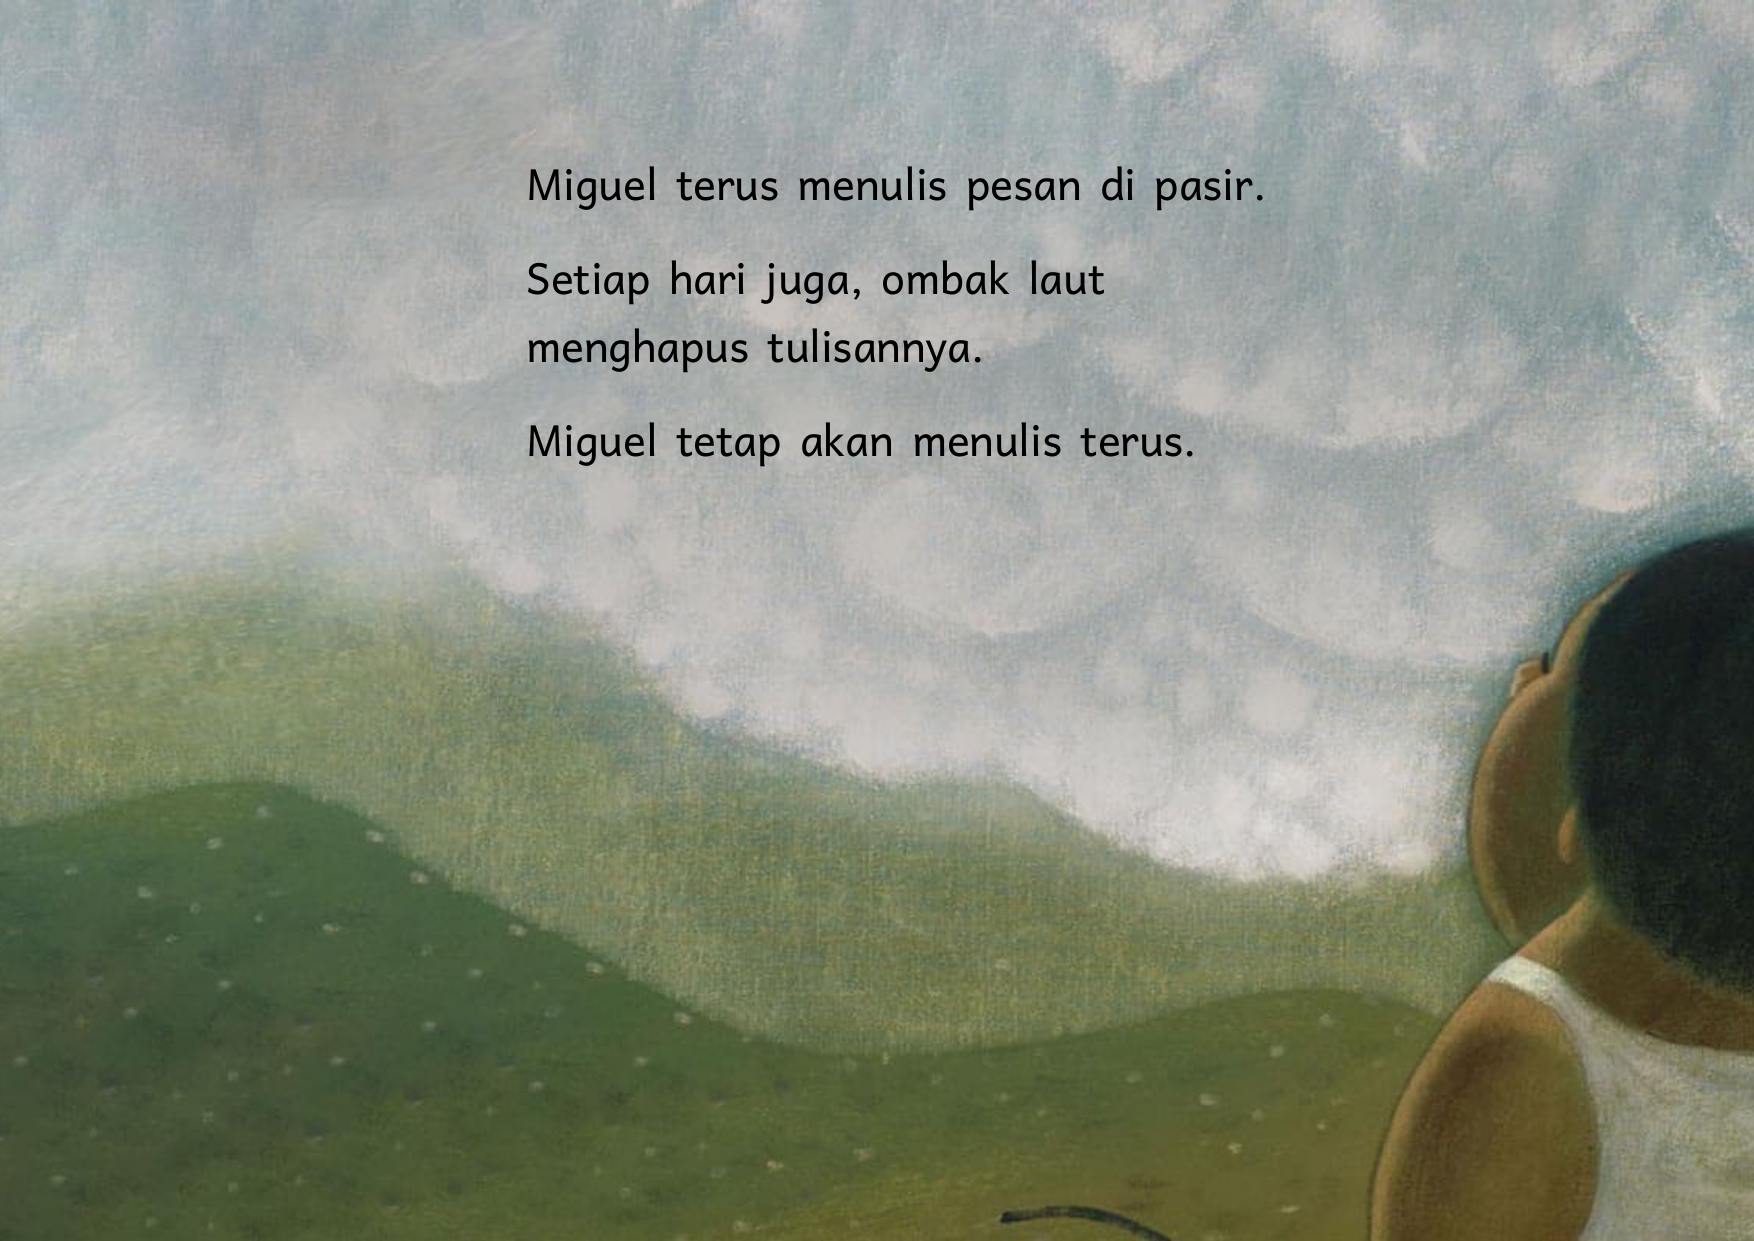 Miguel terus menulis pesan di pasir.
Setiap hari juga, ombak laut
menghapus tulisannya.
Miguel tetap akan menulis terus.